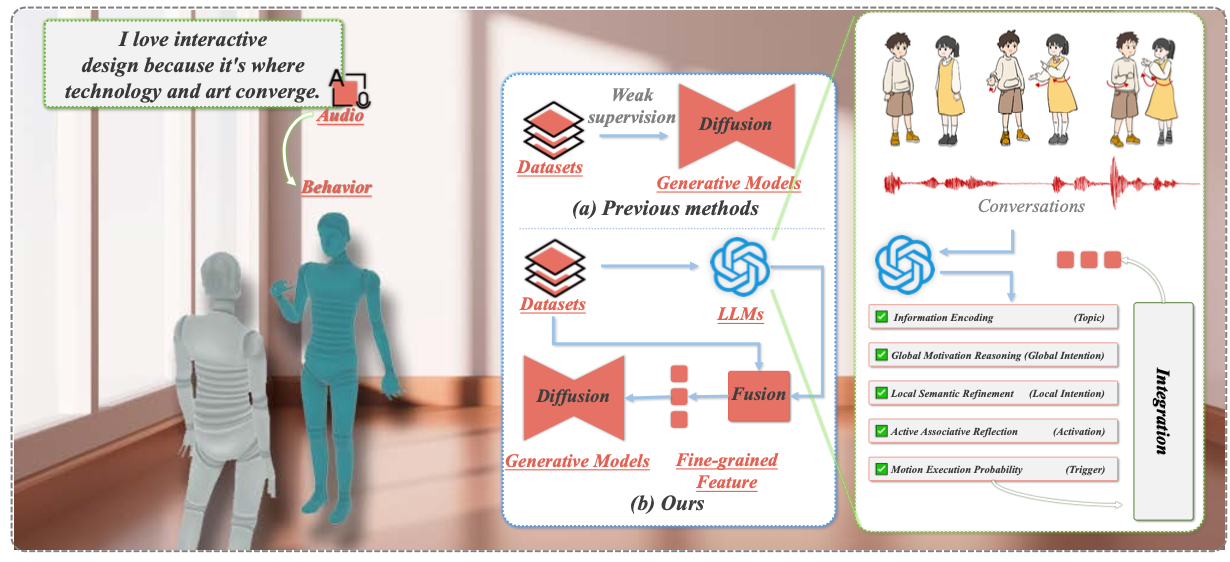 I love interactive
design because it's where
technology and art converge.
A
Audio
Behavior
Weak
supervision
Diffusion
Datasets
Generative Models
(a) Previous methods
Datasets
LLMs
Diffusion
Fusion
Generative Models
Fine-grained
Feature
(b) Ours
Conversations
Information Encoding (Topic)
Global Motivation Reasoning (Global Intention)
Local Semantic Refinement (Local Intention)
Active Associative Reflection (Activation)
Motion Execution Probability (Trigger)
Integration